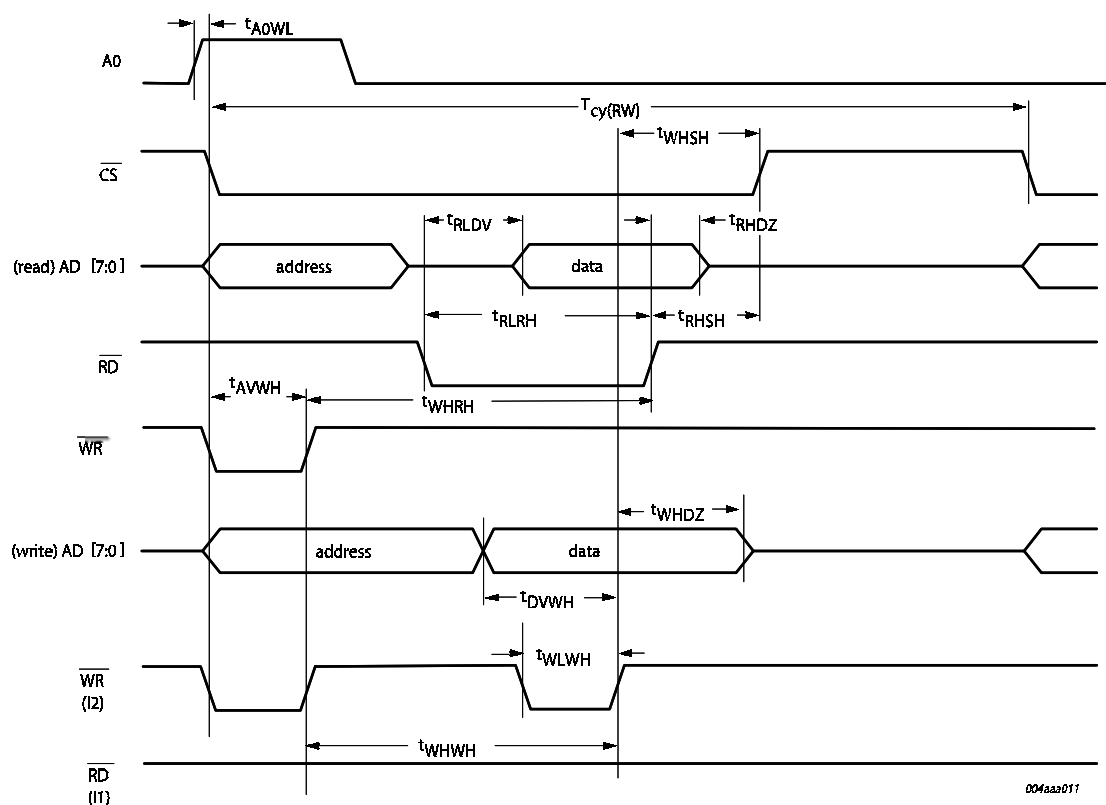 tA0WL
A0
Tcy(RW)
tWHSH
CS
tRLDV
tRHDZ
(read) AD [7:0]
address
data
tRLRH
tRHSH
RD
tAVWH
tWHRH
WR
tWHDZ
(write) AD [7:0]
address
data
tDVWH
tWLWH
WR
(I2)
tWHWH
RD
(I1)
004aaa011